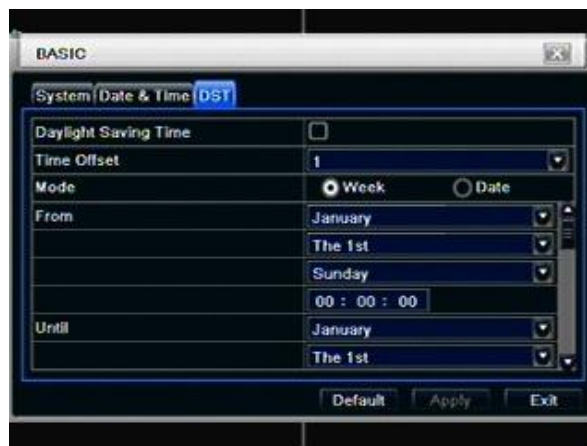 BASIC
System Date & Time DST
Daylight Saving Time
Time Offset 1
Mode Week Date
From January
The 1st
Sunday
00 : 00 : 00
Until January
The 1st
Default Apply Exit